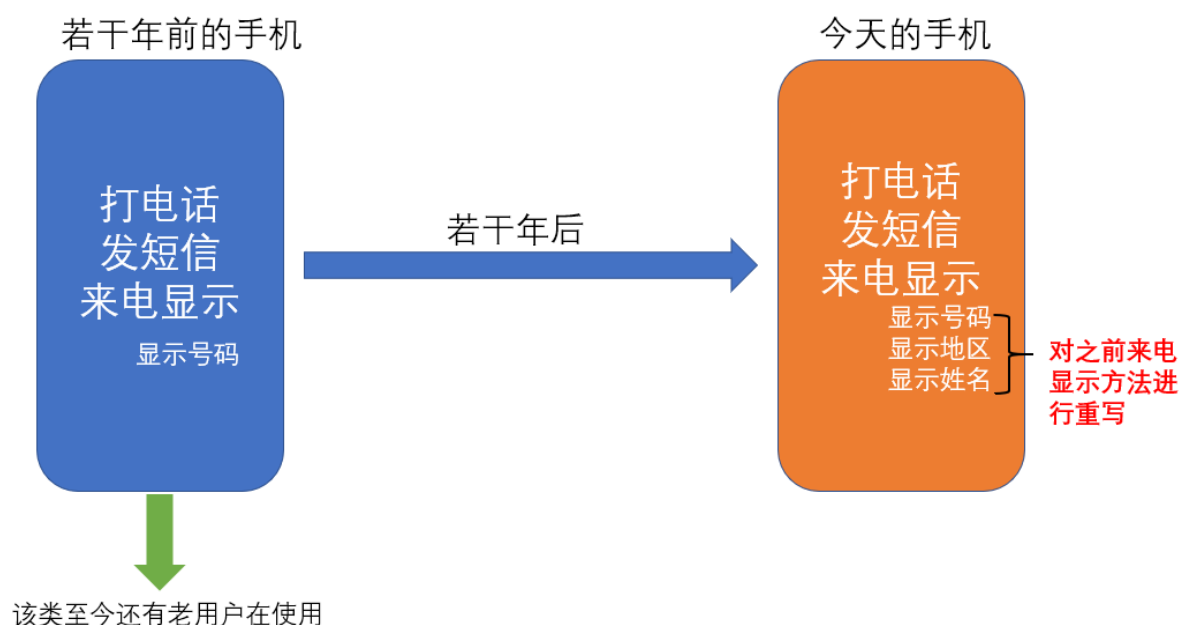 若干年前的手机
打电话
发短信
来电显示
显示号码
该类至今还有老用户在使用
若干年后
今天的手机
打电话
发短信
来电显示
显示号码
显示地区
显示姓名
对之前来电
显示方法进
行重写